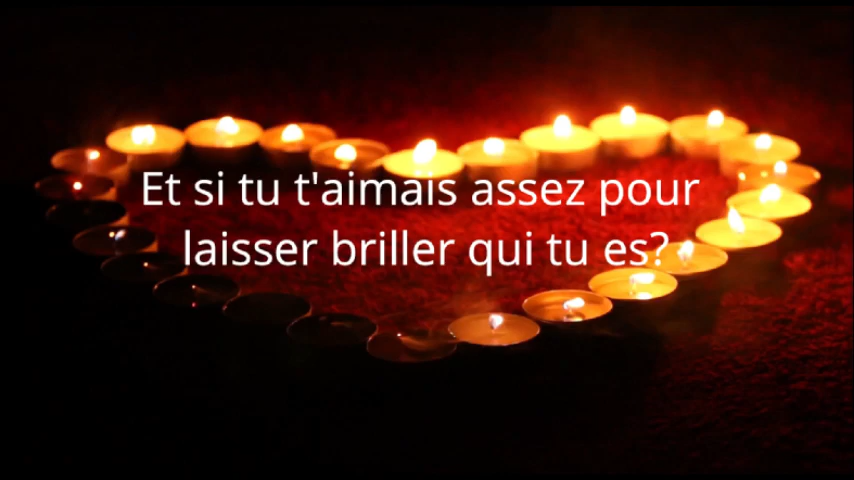 Et si tu t'aimais assez pour
laisser briller qui tu es?